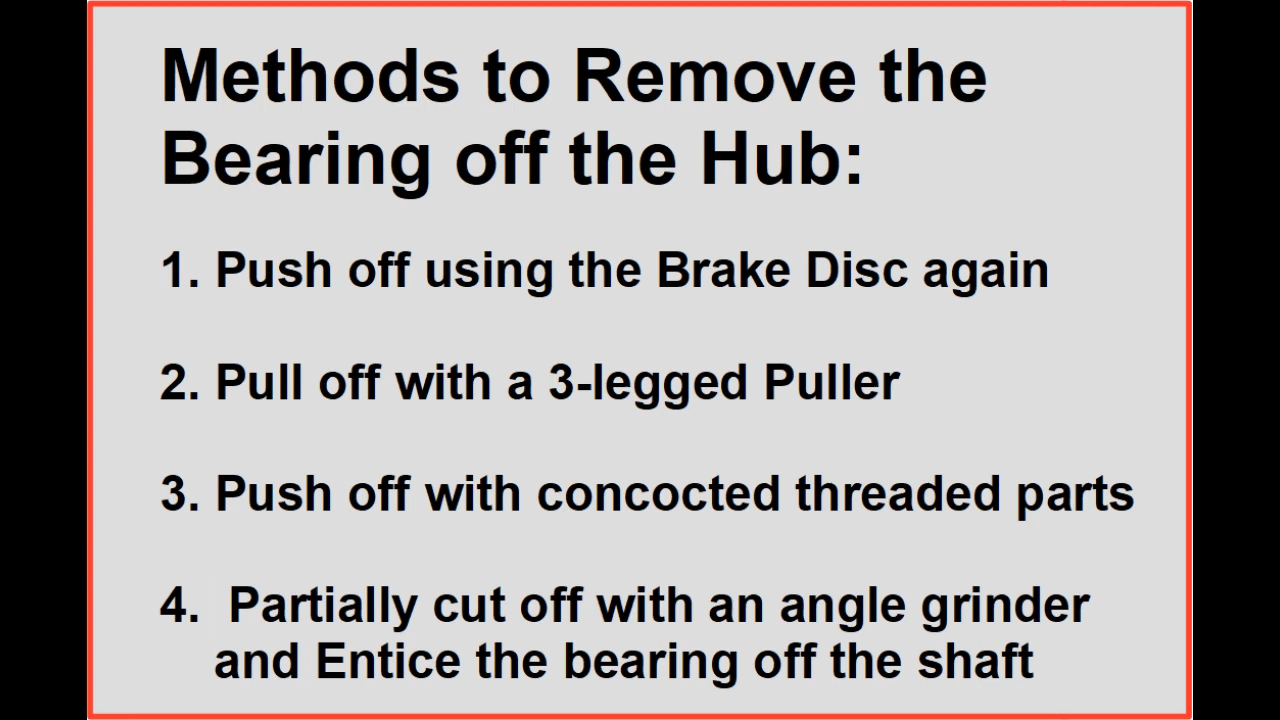 Methods to Remove the
Bearing off the Hub:
1. Push off using the Brake Disc again
2. Pull off with a 3-legged Puller
3. Push off with concocted threaded parts
4.  Partially cut off with an angle grinder
and Entice the bearing off the shaft